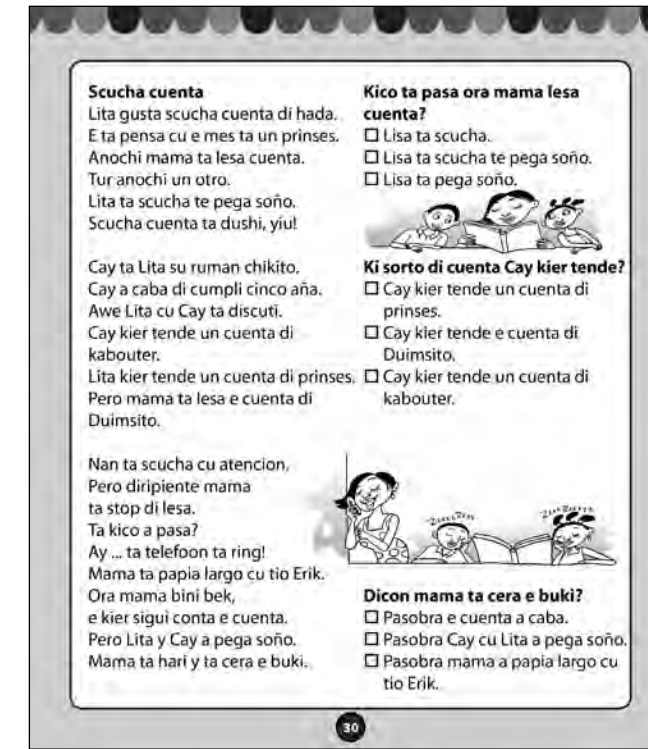 Scucha cuenta
Lita gusta scucha cuenta di hada.
E ta pensa cu e mes ta un prinses.
Anochi mama ta lesa cuenta.
Tur anochi un otro.
Lita ta scucha te pega soño.
Scucha cuenta ta dushi, yiu!
Cay ta Lita su ruman chikito.
Cay a caba di cumpli cinco aña.
Awe Lita cu Cay ta discuti.
Cay kier tende un cuenta di
kabouter.
Lita kier tende un cuenta di prinses.
Pero mama ta lesa e cuenta di
Duimsito.
Nan ta scucha cu atencion,
Pero diripiente mama
ta stop di lesa.
Ta kico a pasa?
Ay ... ta telefoon ta ring!
Mama ta papia largo cu tio Erik.
Ora mama bini bek,
e kier sigui conta e cuenta.
Pero Lita y Cay a pega soño.
Mama ta hari y ta cera e buki.
Kico ta pasa ora mama lesa
cuenta?
☐ Lisa ta scucha.
☐ Lisa ta scucha te pega soño.
☐ Lisa ta pega soño.
Ki sorto di cuenta Cay kier tende?
☐ Cay kier tende un cuenta di
prinses.
☐ Cay kier tende e cuenta di
Duimsito.
☐ Cay kier tende un cuenta di
kabouter.
Dicon mama ta cera e buki?
☐ Pasobra e cuenta a caba.
☐ Pasobra Cay cu Lita a pega soño.
☐ Pasobra mama a papia largo cu
tio Erik.
30